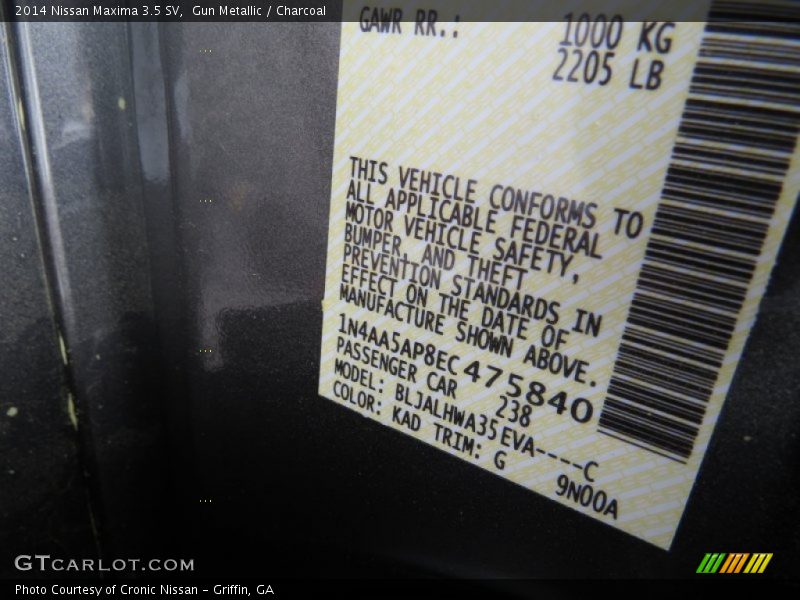 2014 Nissan Maxima 3.5 SV, Gun Metallic / Charcoal
GAWR RR.: 1000 KG
2205 LB
THIS VEHICLE CONFORMS TO
ALL APPLICABLE FEDERAL
MOTOR VEHICLE SAFETY,
BUMPER, AND THEFT
PREVENTION STANDARDS IN
EFFECT ON THE DATE OF
MANUFACTURE SHOWN ABOVE.
1N4AA5AP8EC475840
PASSENGER CAR 238
MODEL: BLJALHWA35EVA----C
COLOR: KAD TRIM: G 9N00A
GTCARLOT.COM
Photo Courtesy of Cronic Nissan - Griffin, GA